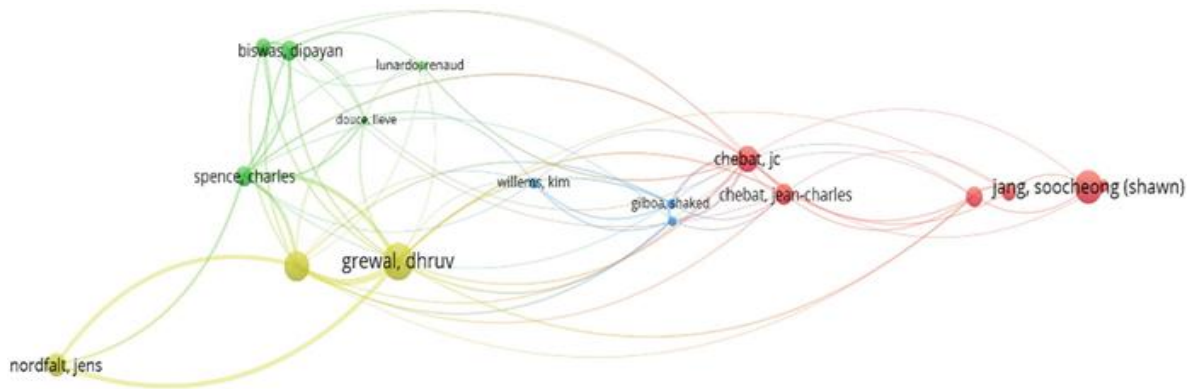 biswas, dipayan
lunardo, renaud
douce, lieve
spence, charles
chebat, jc
willems, kim
jang, soocheong (shawn)
chebat, jean-charles
gilboa, shaked
grewal, dhruv
nordfalt, jens